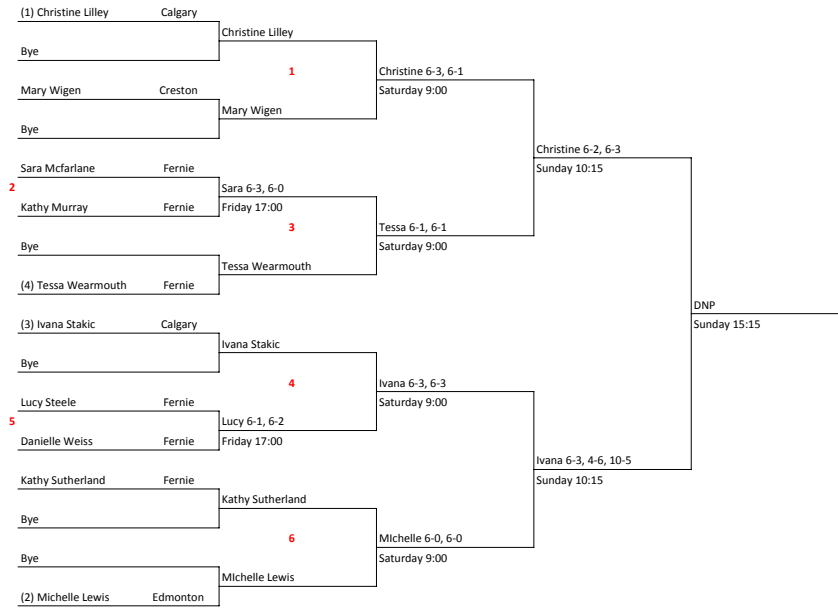 (1) Christine Lilley Calgary
Christine Lilley
Bye
1 Christine 6-3, 6-1
Saturday 9:00
Mary Wigen Creston
Mary Wigen
Bye
Christine 6-2, 6-3
Sunday 10:15
Sara Mcfarlane Fernie
2 Sara 6-3, 6-0
Kathy Murray Fernie Friday 17:00
3 Tessa 6-1, 6-1
Saturday 9:00
Bye
Tessa Wearmouth
(4) Tessa Wearmouth Fernie
DNP
Sunday 15:15
(3) Ivana Stakic Calgary
Ivana Stakic
Bye
4 Ivana 6-3, 6-3
Saturday 9:00
Lucy Steele Fernie
5 Lucy 6-1, 6-2
Danielle Weiss Fernie Friday 17:00
Ivana 6-3, 4-6, 10-5
Sunday 10:15
Kathy Sutherland Fernie
Kathy Sutherland
Bye
6 MIchelle 6-0, 6-0
Saturday 9:00
Bye
MIchelle Lewis
(2) Michelle Lewis Edmonton